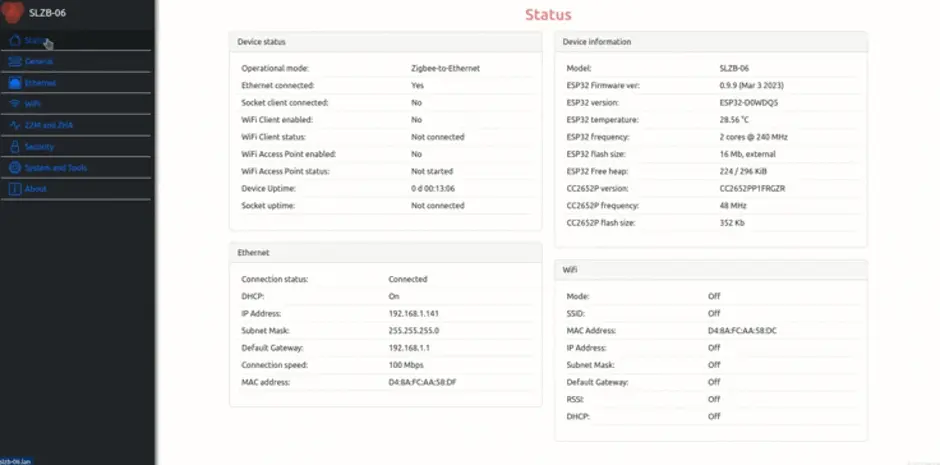 SLZB-06
Status
General
Ethernet
WiFi
Z2M and ZHA
Security
System and Tools
About
Status
Device status
Operational mode: Zigbee-to-Ethernet
Ethernet connected: Yes
Socket client connected: No
WiFi Client enabled: No
WiFi Client status: Not connected
WiFi Access Point enabled: No
WiFi Access Point status: Not started
Device Uptime: 0 d 00:13:06
Socket uptime: Not connected
Ethernet
Connection status: Connected
DHCP: On
IP Address: 192.168.1.141
Subnet Mask: 255.255.255.0
Default Gateway: 192.168.1.1
Connection speed: 100 Mbps
MAC address: D4:8A:FC:AA:58:DF
Device information
Model: SLZB-06
ESP32 Firmware ver: 0.9.9 (Mar 3 2023)
ESP32 version: ESP32-D0WDQ5
ESP32 temperature: 28.56 °C
ESP32 frequency: 2 cores @ 240 MHz
ESP32 flash size: 16 Mb, external
ESP32 Free heap: 224 / 296 KiB
CC2652P version: CC2652PP1FRGZR
CC2652P frequency: 48 MHz
CC2652P flash size: 352 Kb
Wifi
Mode: Off
SSID: Off
MAC Address: D4:8A:FC:AA:58:DC
IP Address: Off
Subnet Mask: Off
Default Gateway: Off
RSSI: Off
DHCP: Off